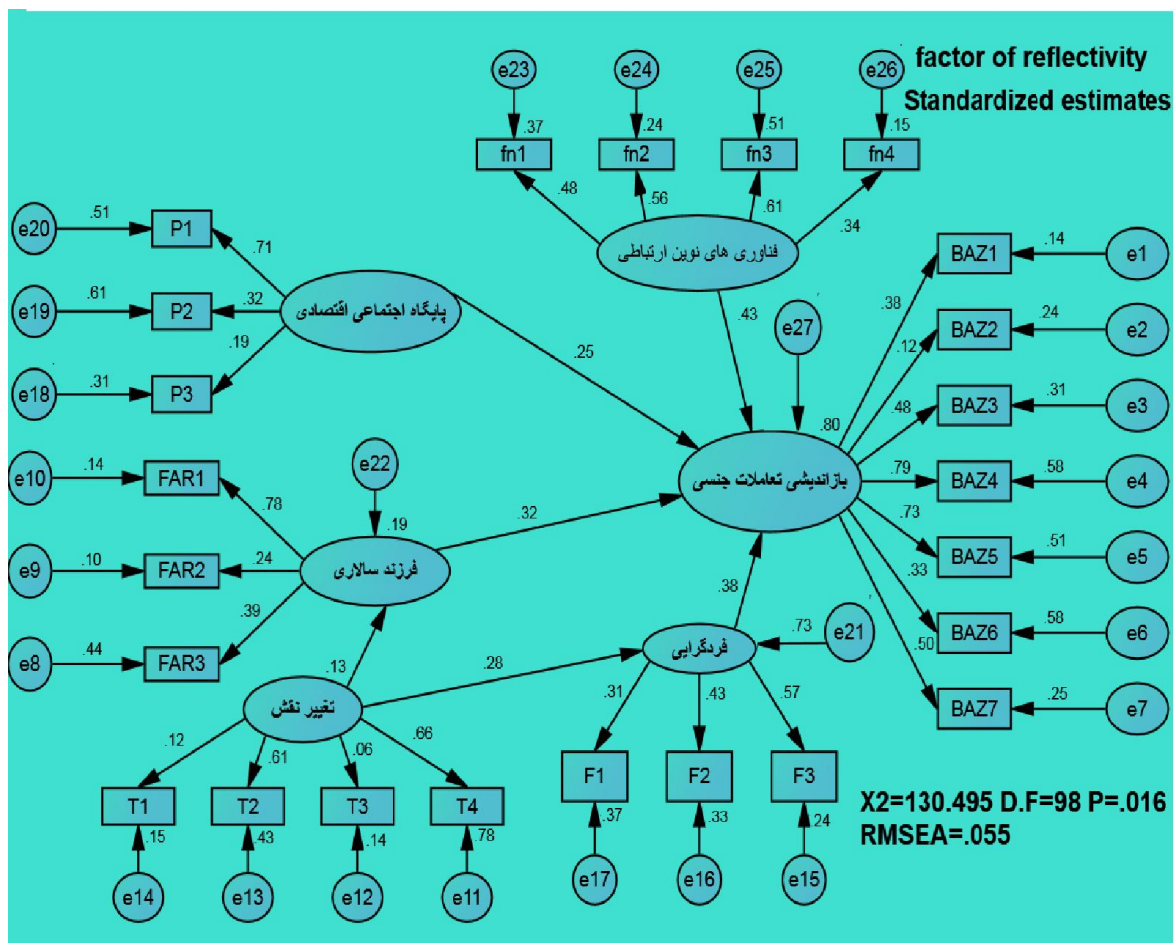 e23
e24
e25
e26
factor of reflectivity
Standardized estimates
.37
.24
.51
.15
fn1
fn2
fn3
fn4
.48
.56
.61
.34
فناوری های نوین ارتباطی
e20
.51
P1
.71
e19
.61
P2
.32
پایگاه اجتماعی اقتصادی
e18
.31
P3
.19
.25
.43
e27
.80
بازاندیشی تعاملات جنسی
BAZ1
.14
e1
.38
BAZ2
.24
e2
.12
BAZ3
.31
e3
.48
BAZ4
.58
e4
.79
BAZ5
.51
e5
.73
BAZ6
.58
e6
.33
BAZ7
.25
e7
.50
e10
.14
FAR1
.78
e22
.19
.32
e9
.10
FAR2
.24
فرزند سالاری
e8
.44
FAR3
.39
.13
.28
.38
.73
e21
فردگرایی
تغییر نقش
.12
.61
.06
.66
T1
T2
T3
T4
.15
.43
.14
.78
e14
e13
e12
e11
.31
.43
.57
F1
F2
F3
.37
.33
.24
e17
e16
e15
X2=130.495 D.F=98 P=.016
RMSEA=.055